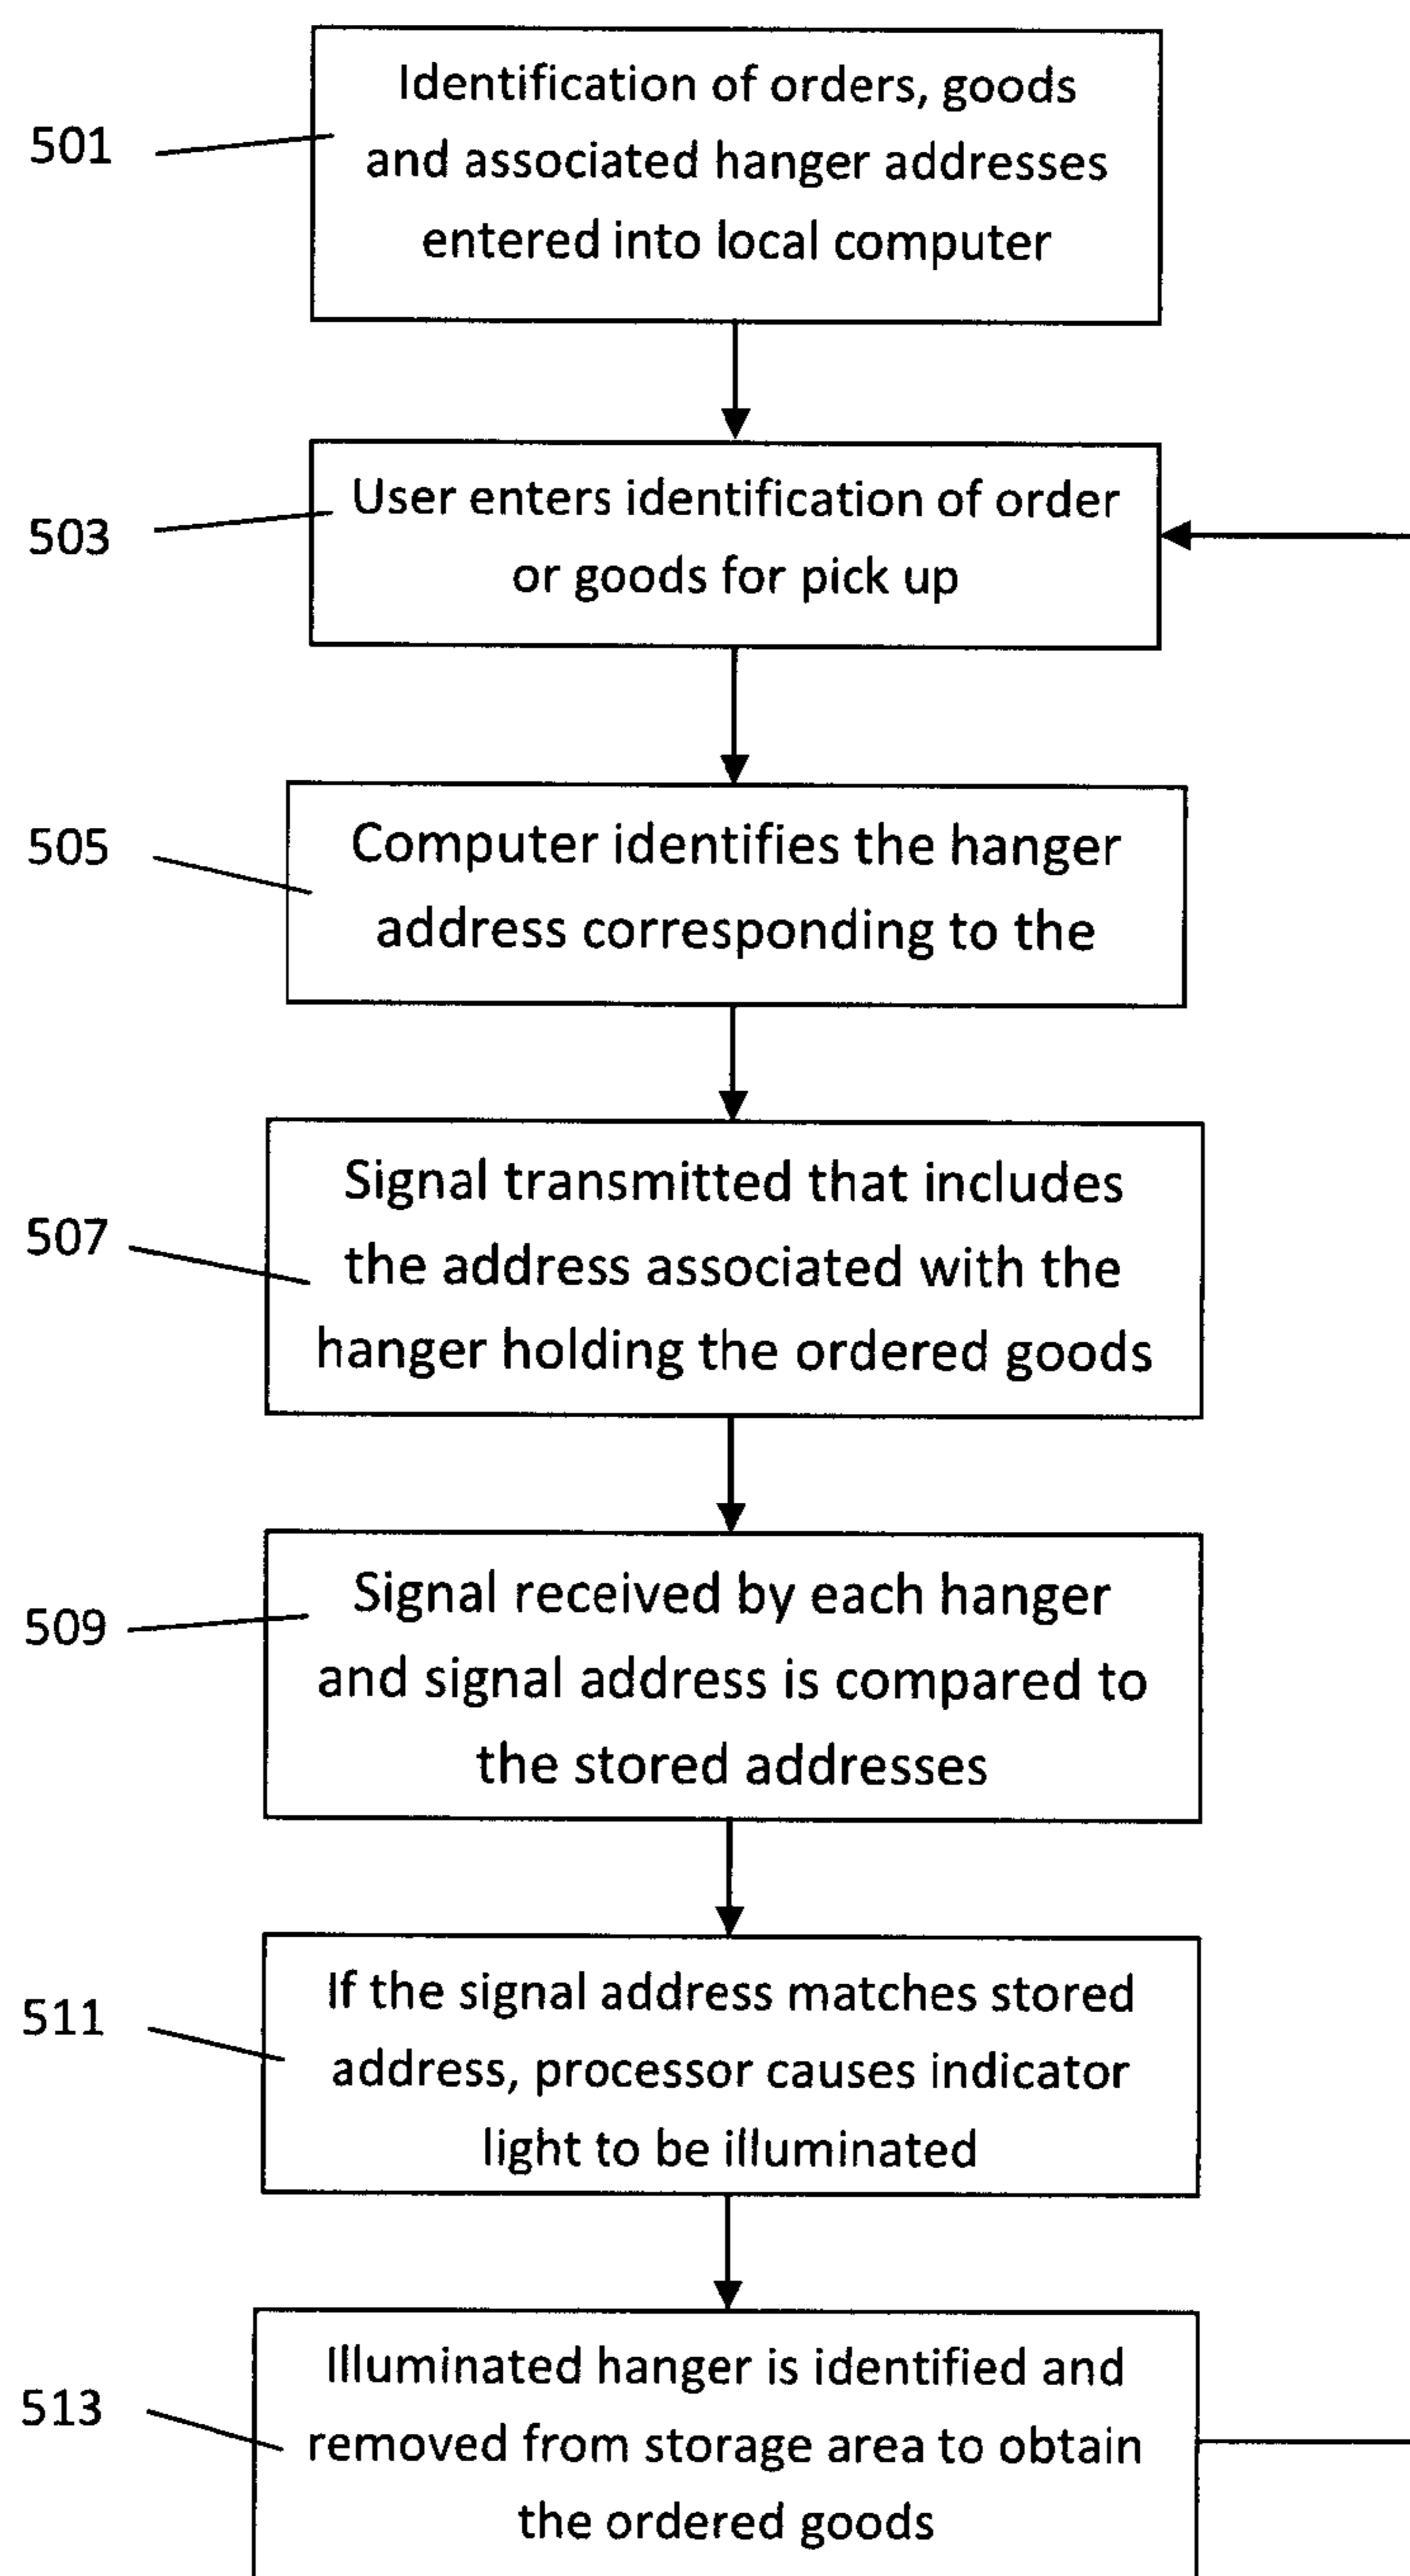 501
Identification of orders, goods
and associated hanger addresses
entered into local computer
503
User enters identification of order
or goods for pick up
505
Computer identifies the hanger
address corresponding to the
507
Signal transmitted that includes
the address associated with the
hanger holding the ordered goods
509
Signal received by each hanger
and signal address is compared to
the stored addresses
511
If the signal address matches stored
address, processor causes indicator
light to be illuminated
513
Illuminated hanger is identified and
removed from storage area to obtain
the ordered goods